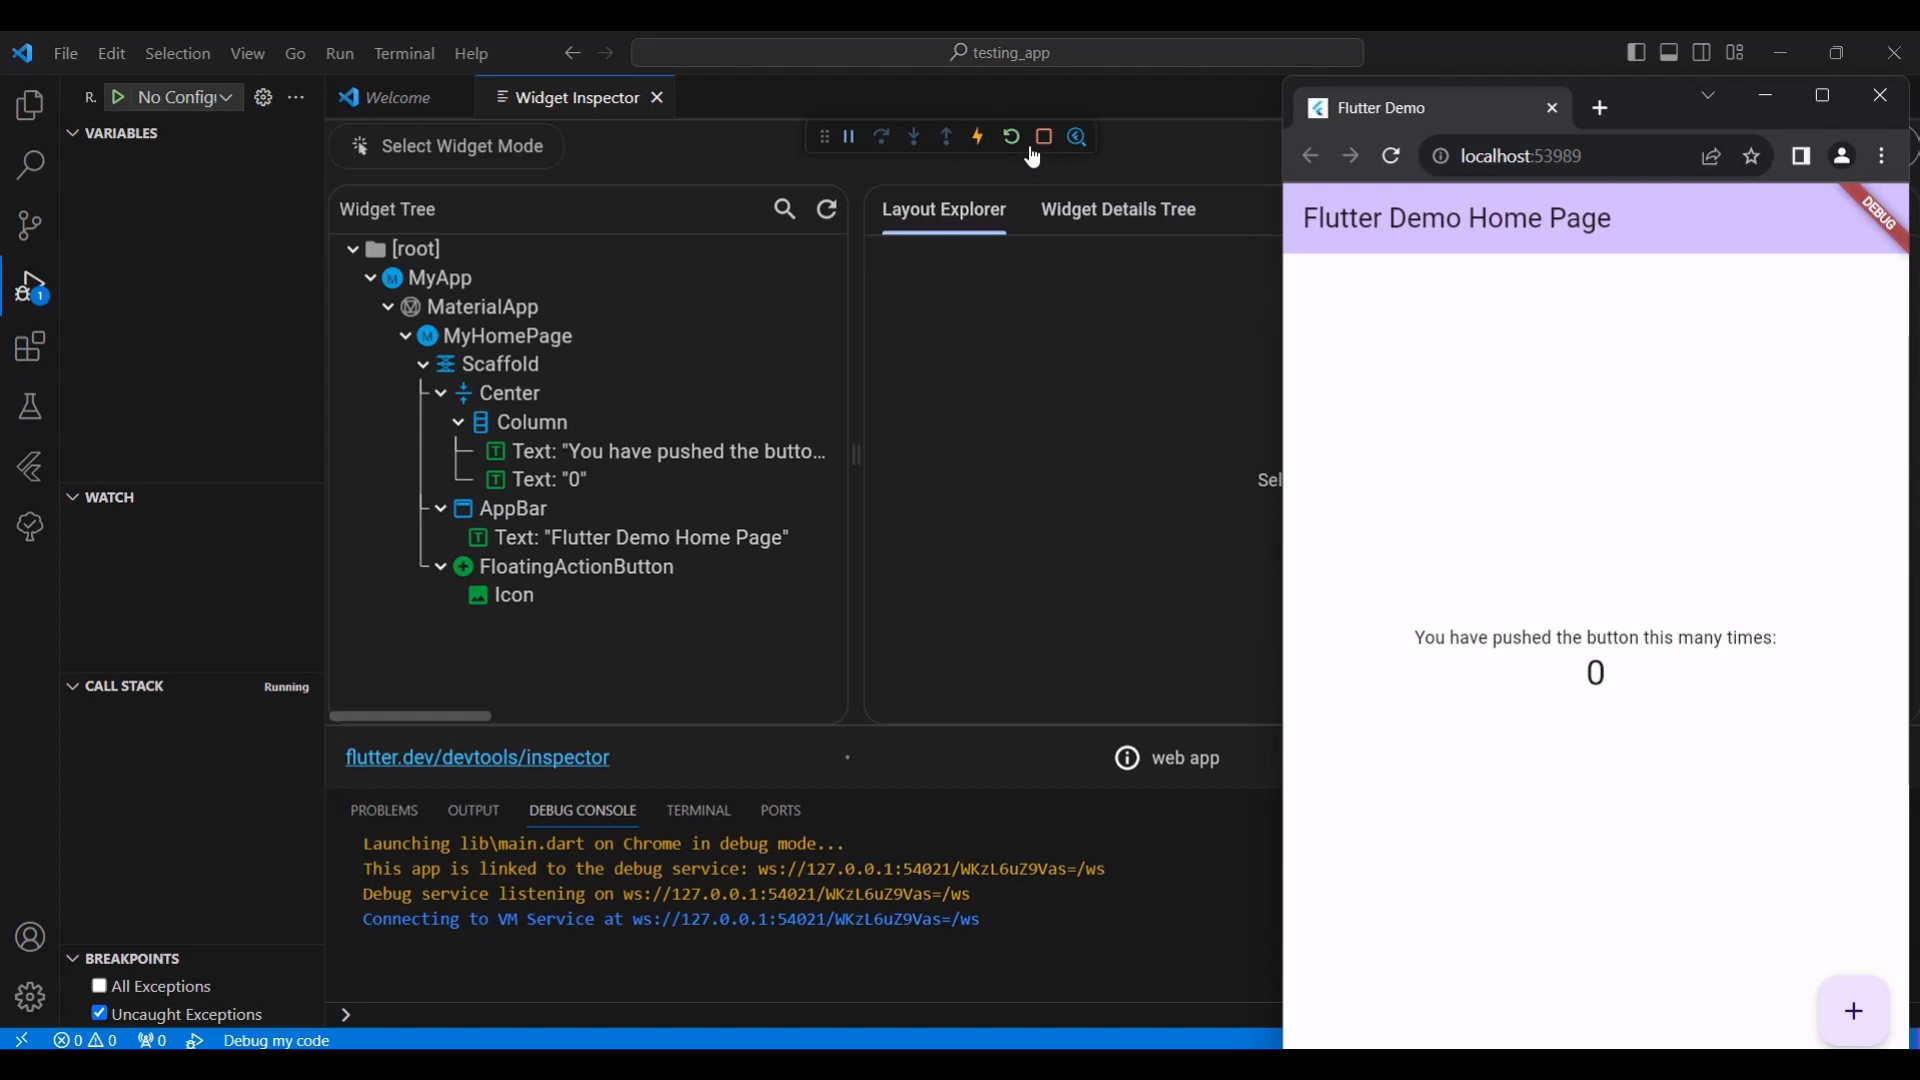 File Edit Selection View Go Run Terminal Help
testing_app
R. No Config
Welcome
Widget Inspector
VARIABLES
WATCH
CALL STACK Running
BREAKPOINTS
All Exceptions
Uncaught Exceptions
Select Widget Mode
Widget Tree
[root]
MyApp
MaterialApp
MyHomePage
Scaffold
Center
Column
Text: "You have pushed the butto...
Text: "0"
AppBar
Text: "Flutter Demo Home Page"
FloatingActionButton
Icon
Layout Explorer Widget Details Tree
Sel
flutter.dev/devtools/inspector • web app
PROBLEMS OUTPUT DEBUG CONSOLE TERMINAL PORTS
Launching lib\main.dart on Chrome in debug mode...
This app is linked to the debug service: ws://127.0.0.1:54021/WKzL6uZ9Vas=/ws
Debug service listening on ws://127.0.0.1:54021/WKzL6uZ9Vas=/ws
Connecting to VM Service at ws://127.0.0.1:54021/WKzL6uZ9Vas=/ws
1
0 0 0 Debug my code
Flutter Demo
localhost:53989
Flutter Demo Home Page
DEBUG
You have pushed the button this many times:
0